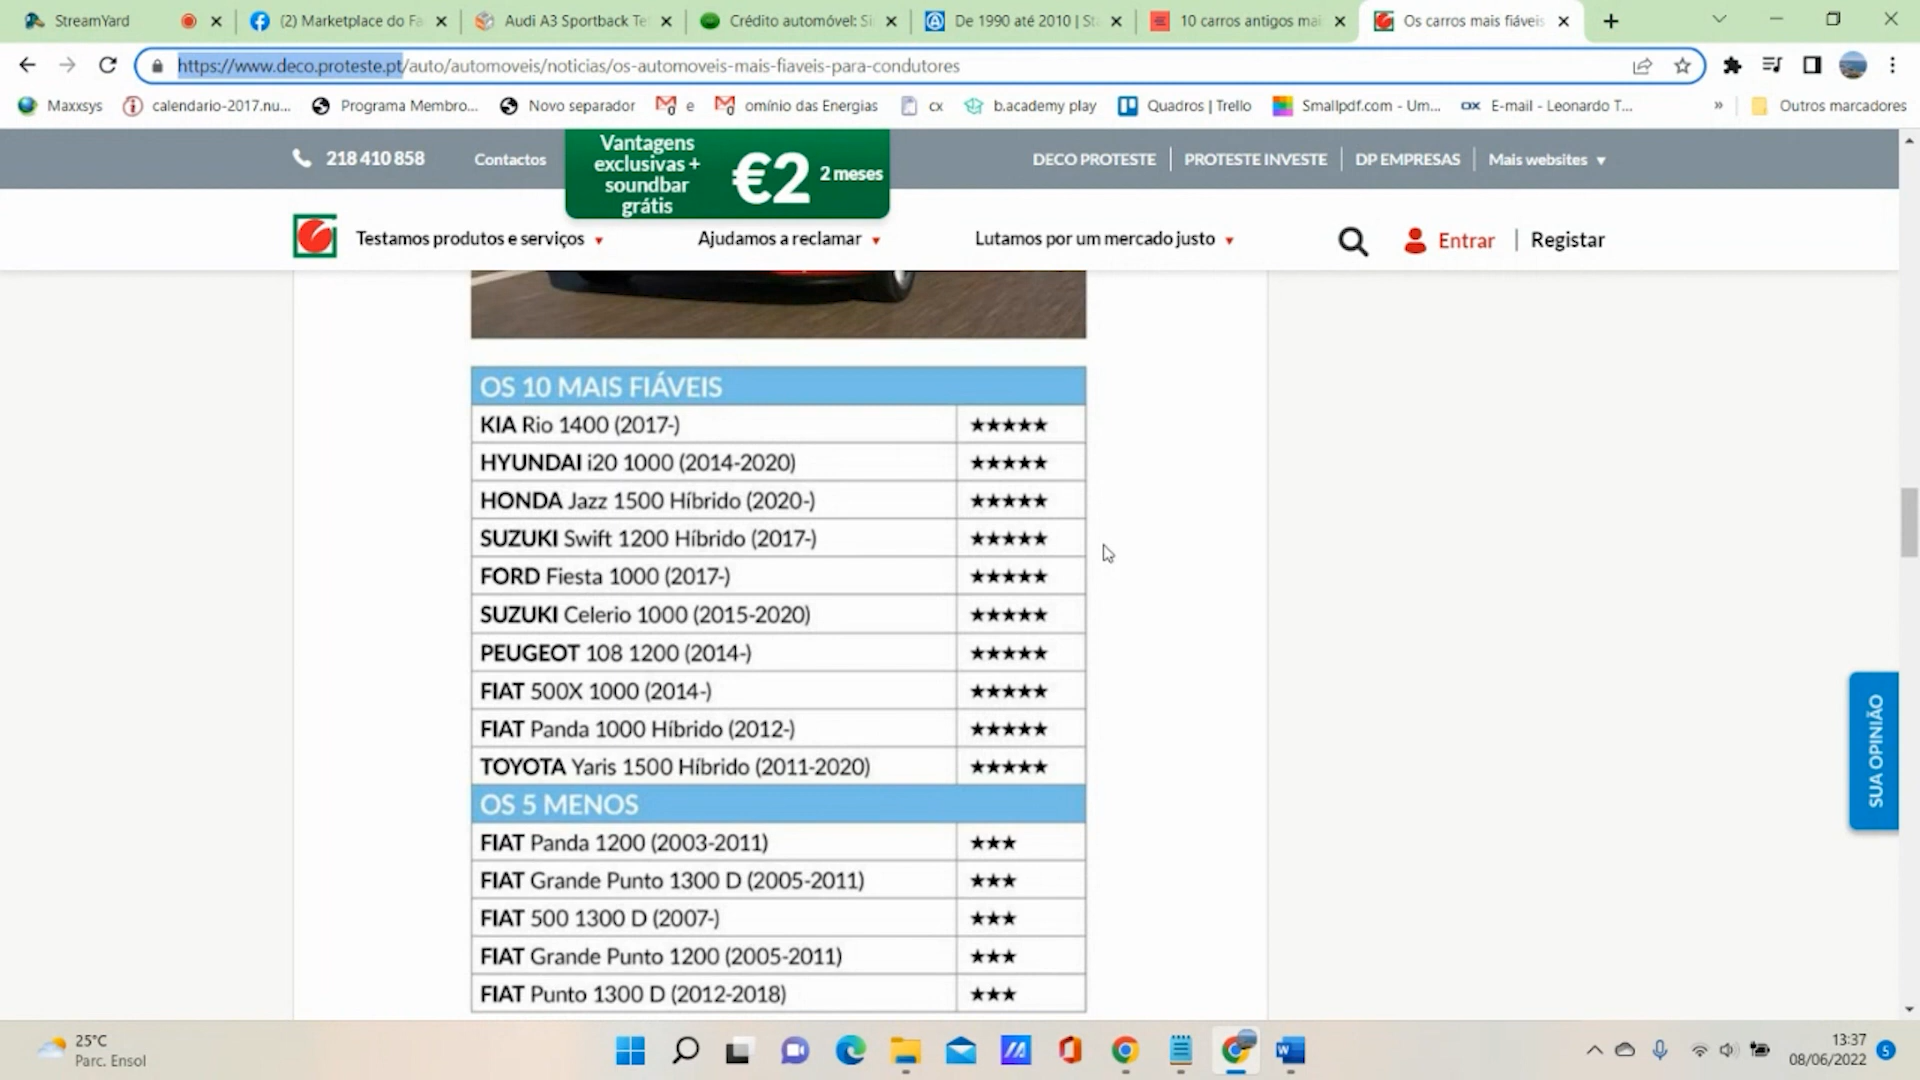 StreamYard
(2) Marketplace do Fa
Audi A3 Sportback Te
Crédito automóvel: Si
De 1990 até 2010 | Sta
10 carros antigos mai
Os carros mais fiáveis
https://www.deco.proteste.pt/auto/automoveis/noticias/os-automoveis-mais-fiaveis-para-condutores
Maxxsys
calendario-2017.nu...
Programa Membro...
Novo separador
e
omínio das Energias
cx
b.academy play
Quadros | Trello
Smallpdf.com - Um...
E-mail - Leonardo T...
»
Outros marcadores
218 410 858
Contactos
Vantagens
exclusivas +
soundbar
grátis
€2 2 meses
DECO PROTESTE
PROTESTE INVESTE
DP EMPRESAS
Mais websites
Testamos produtos e serviços
Ajudamos a reclamar
Lutamos por um mercado justo
Entrar
Registar
OS 10 MAIS FIÁVEIS
KIA Rio 1400 (2017-) ★★★★★
HYUNDAI i20 1000 (2014-2020) ★★★★★
HONDA Jazz 1500 Híbrido (2020-) ★★★★★
SUZUKI Swift 1200 Híbrido (2017-) ★★★★★
FORD Fiesta 1000 (2017-) ★★★★★
SUZUKI Celerio 1000 (2015-2020) ★★★★★
PEUGEOT 108 1200 (2014-) ★★★★★
FIAT 500X 1000 (2014-) ★★★★★
FIAT Panda 1000 Híbrido (2012-) ★★★★★
TOYOTA Yaris 1500 Híbrido (2011-2020) ★★★★★
OS 5 MENOS
FIAT Panda 1200 (2003-2011) ★★★
FIAT Grande Punto 1300 D (2005-2011) ★★★
FIAT 500 1300 D (2007-) ★★★
FIAT Grande Punto 1200 (2005-2011) ★★★
FIAT Punto 1300 D (2012-2018) ★★★
SUA OPINIÃO
25°C
Parc. Ensol
13:37
08/06/2022
5